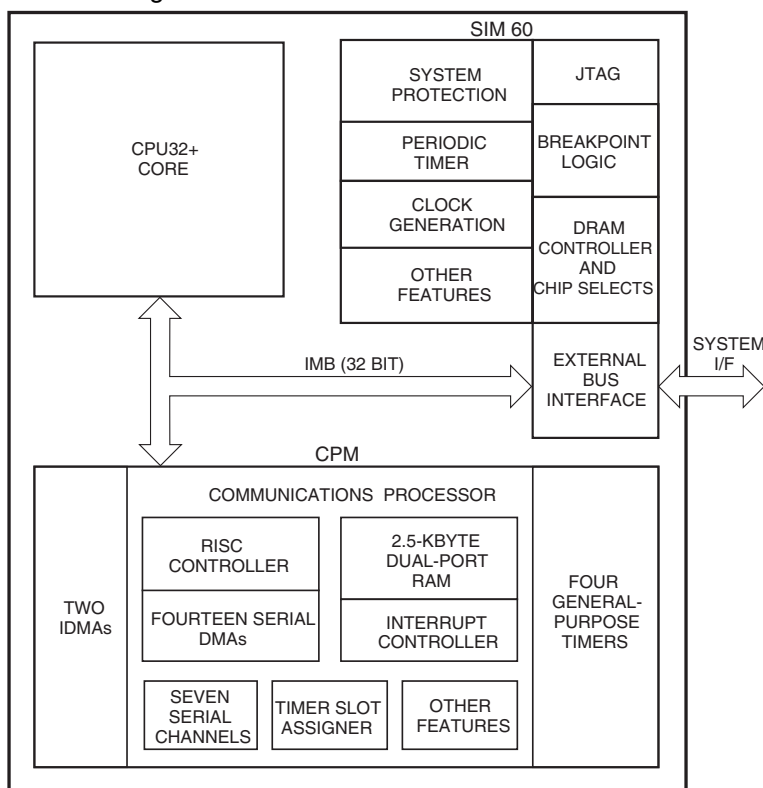 SIM 60
CPU32+
CORE
SYSTEM
PROTECTION
PERIODIC
TIMER
CLOCK
GENERATION
OTHER
FEATURES
JTAG
BREAKPOINT
LOGIC
DRAM
CONTROLLER
AND
CHIP SELECTS
EXTERNAL
BUS
INTERFACE
SYSTEM
I/F
IMB (32 BIT)
CPM
TWO
IDMAs
COMMUNICATIONS PROCESSOR
RISC
CONTROLLER
FOURTEEN SERIAL
DMAs
2.5-KBYTE
DUAL-PORT
RAM
INTERRUPT
CONTROLLER
SEVEN
SERIAL
CHANNELS
TIMER SLOT
ASSIGNER
OTHER
FEATURES
FOUR
GENERAL-
PURPOSE
TIMERS